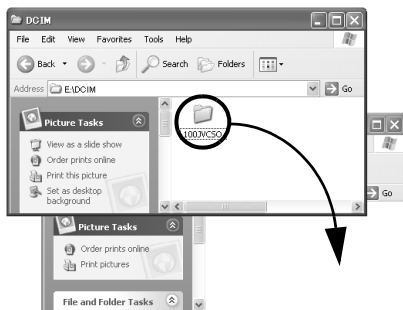 DCIM
File Edit View Favorites Tools Help
Back Search Folders
Address E:\DCIM Go
Picture Tasks
View as a slide show
Order prints online
Print this picture
Set as desktop
background
100JVCSO
Go
Picture Tasks
Order prints online
Print pictures
File and Folder Tasks